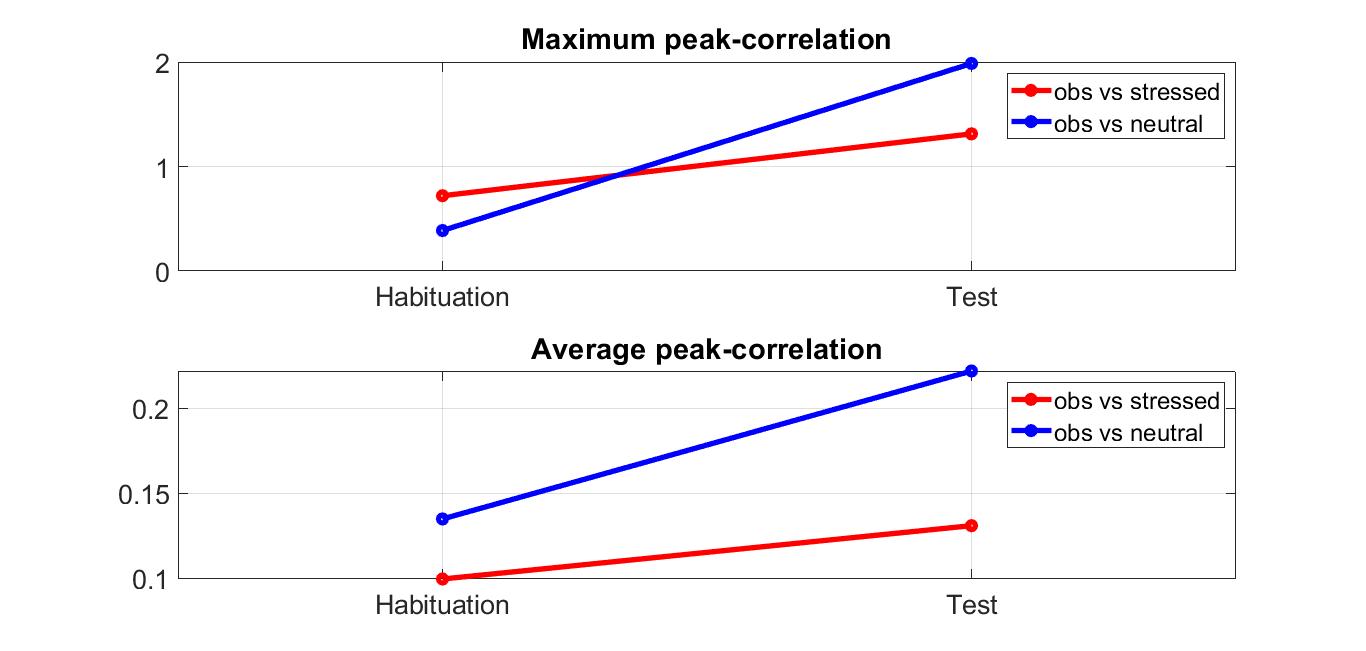 Maximum peak-correlation
2
1
0
obs vs stressed
obs vs neutral
Habituation Test
Average peak-correlation
0.2
0.15
0.1
obs vs stressed
obs vs neutral
Habituation Test